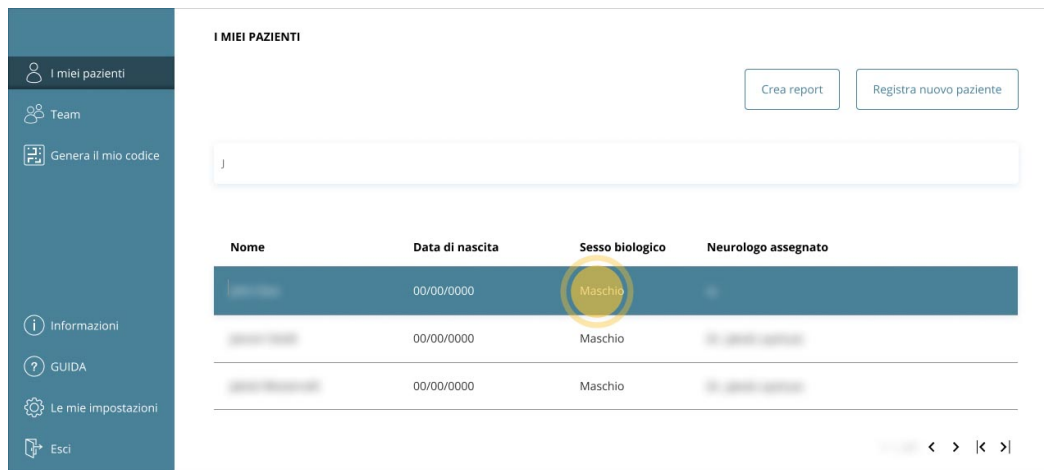 I MIEI PAZIENTI
I miei pazienti
Team
Genera il mio codice
Crea report
Registra nuovo paziente
J
Nome Data di nascita Sesso biologico Neurologo assegnato
00/00/0000 Maschio
00/00/0000 Maschio
00/00/0000 Maschio
Informazioni
GUIDA
Le mie impostazioni
Esci